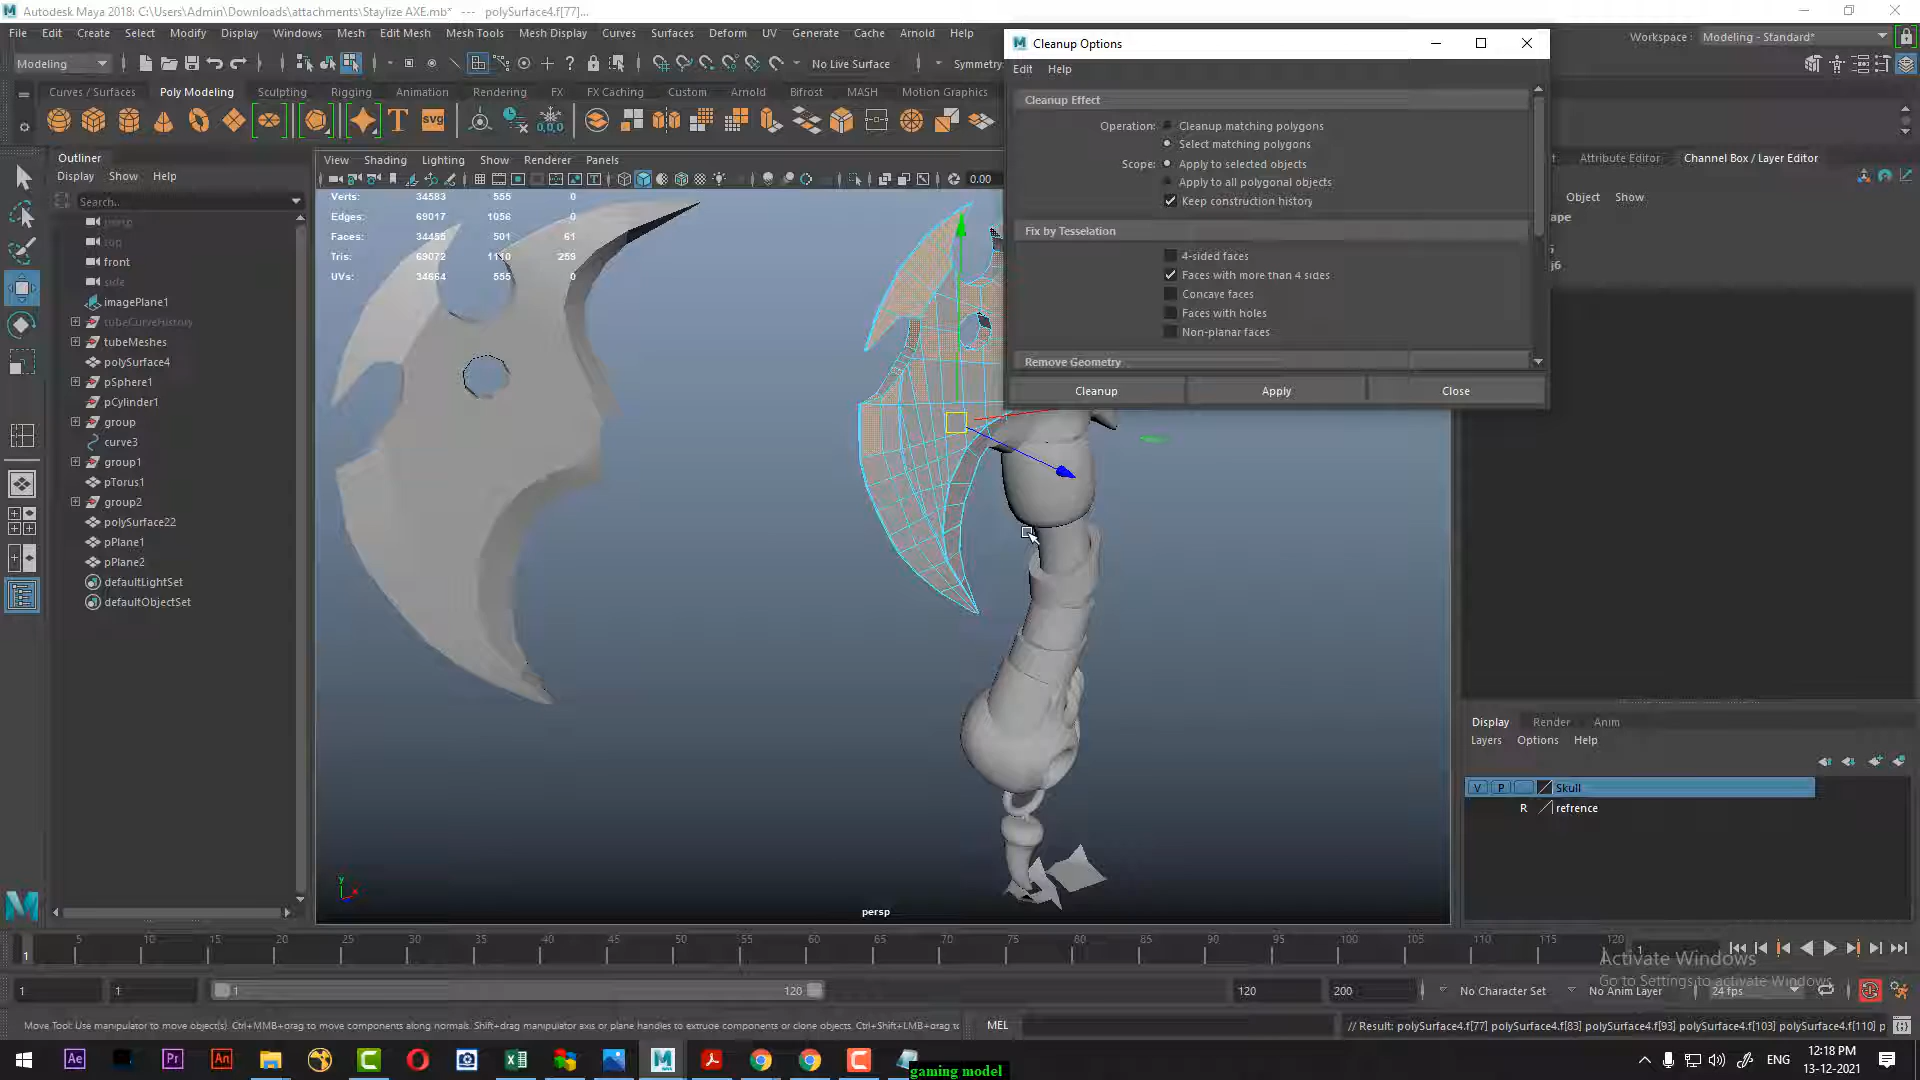 Autodesk Maya 2018: C:\Users\Admin\Downloads\attachments\Staylize AXE.mb* --- polySurface4.f[77]...
File Edit Create Select Modify Display Windows Mesh Edit Mesh Mesh Tools Mesh Display Curves Surfaces Deform UV Generate Cache Arnold Help
Workspace : Modeling - Standard*
Modeling
No Live Surface
Symmetry:
Curves / Surfaces Poly Modeling Sculpting Rigging Animation Rendering FX FX Caching Custom Arnold Bifrost MASH Motion Graphics
svg
0,0,0
Cleanup Options
Edit Help
Cleanup Effect
Operation: Cleanup matching polygons
Select matching polygons
Scope: Apply to selected objects
Apply to all polygonal objects
Keep construction history
Fix by Tesselation
4-sided faces
Faces with more than 4 sides
Concave faces
Faces with holes
Non-planar faces
Remove Geometry
Cleanup Apply Close
Outliner
Display Show Help
Search...
persp
top
front
side
imagePlane1
tubeCurveHistory
tubeMeshes
polySurface4
pSphere1
pCylinder1
group
curve3
group1
pTorus1
group2
polySurface22
pPlane1
pPlane2
defaultLightSet
defaultObjectSet
View Shading Lighting Show Renderer Panels
0.00
Verts: 34583 555 0
Edges: 69017 1056 0
Faces: 34455 501 61
Tris: 69072 1110 259
UVs: 34664 555 0
persp
y
x
Attribute Editor Channel Box / Layer Editor
Object Show
Display Render Anim
Layers Options Help
V P Skull
R refrence
5 10 15 20 25 30 35 40 45 50 55 60 65 70 75 80 85 90 95 100 105 110 115 120
1
1
1 1 1 120 120 200 No Character Set No Anim Layer 24 fps
Activate Windows
Go to Settings to activate Windows.
Move Tool: Use manipulator to move object(s). Ctrl+MMB+drag to move components along normals. Shift+drag manipulator axis or plane handles to extrude components or clone objects. Ctrl+Shift+LMB+drag to
MEL
// Result: polySurface4.f[77] polySurface4.f[83] polySurface4.f[93] polySurface4.f[103] polySurface4.f[110] p
Ae Pr An
gaming model
ENG
12:18 PM
13-12-2021